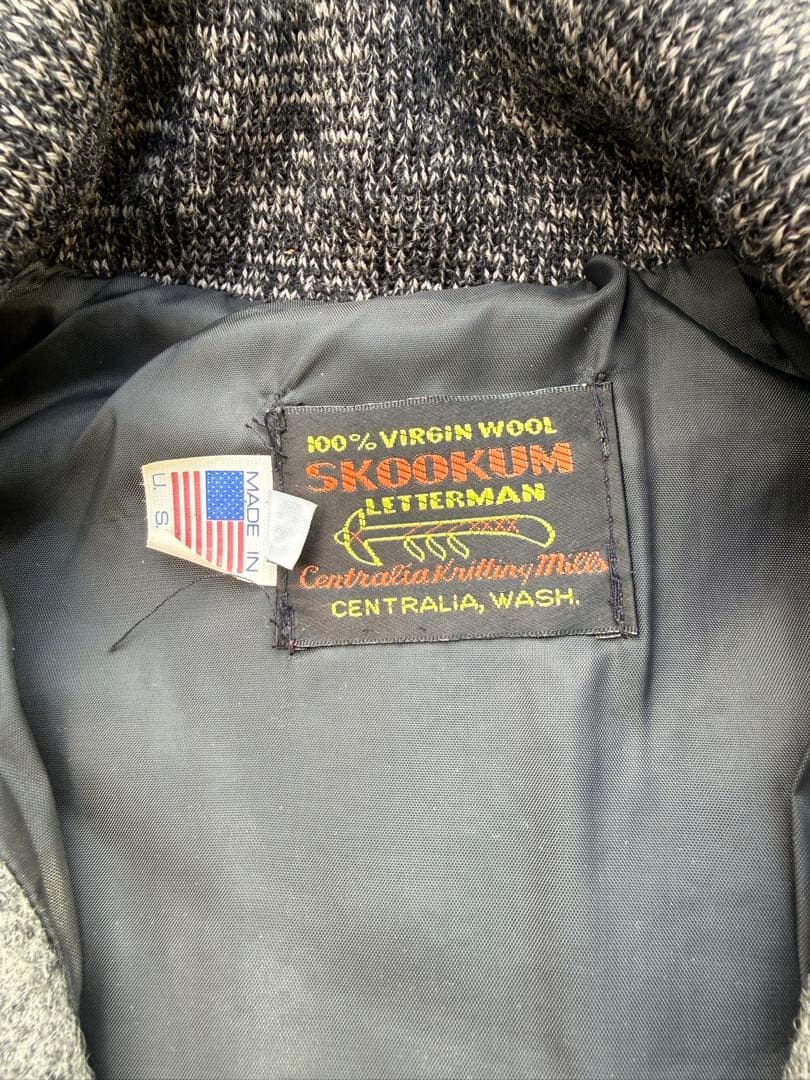 100% VIRGIN WOOL
SKOOKUM
LETTERMAN
Centralia Knitting Mills
CENTRALIA, WASH.
MADE IN
U.S.